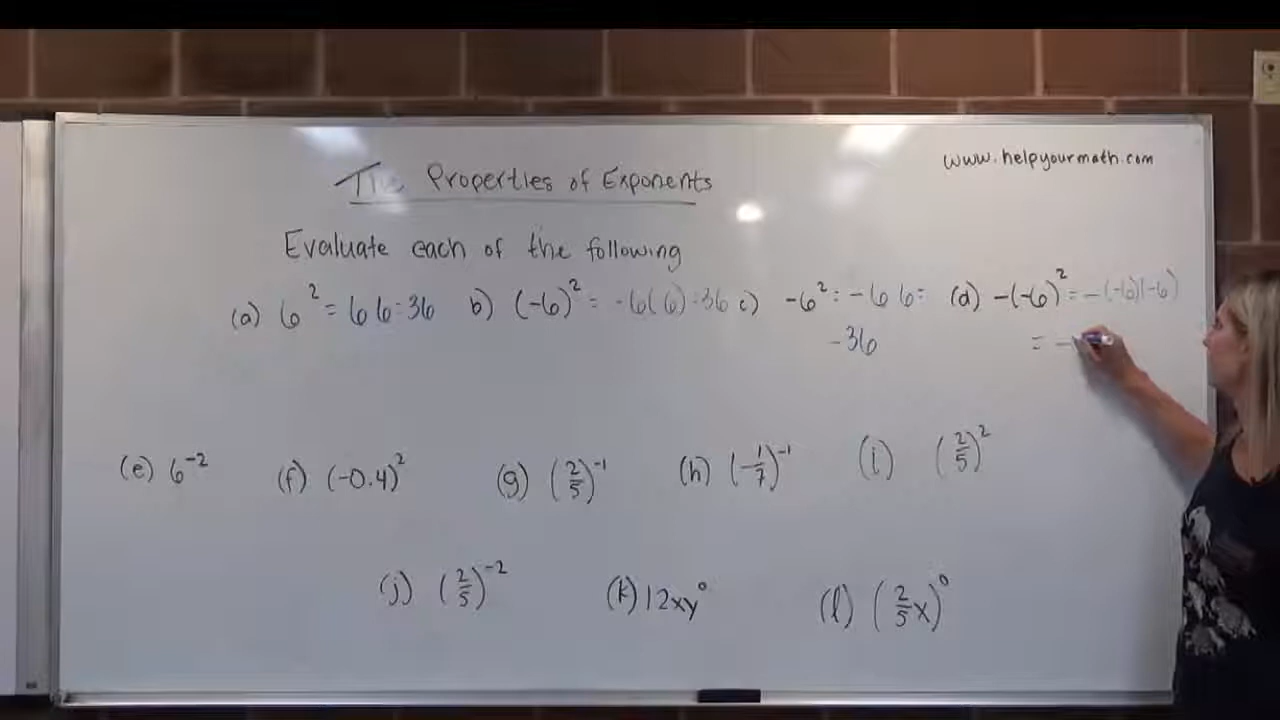 www.helpyourmath.com
The Properties of Exponents
Evaluate each of the following
(a) 6² = 6 6 = 36 b) (-6)² = -6(6) = 36 c) -6² = -6 6 = (d) -(-6)² = -(-6)(-6)
-36 = -
(e) 6⁻² (f) (-0.4)² (g) (2/5)⁻¹ (h) (-1/7)⁻¹ (i) (2/5)²
(j) (2/5)⁻² (k) 12xy⁰ (l) (2/5x)⁰